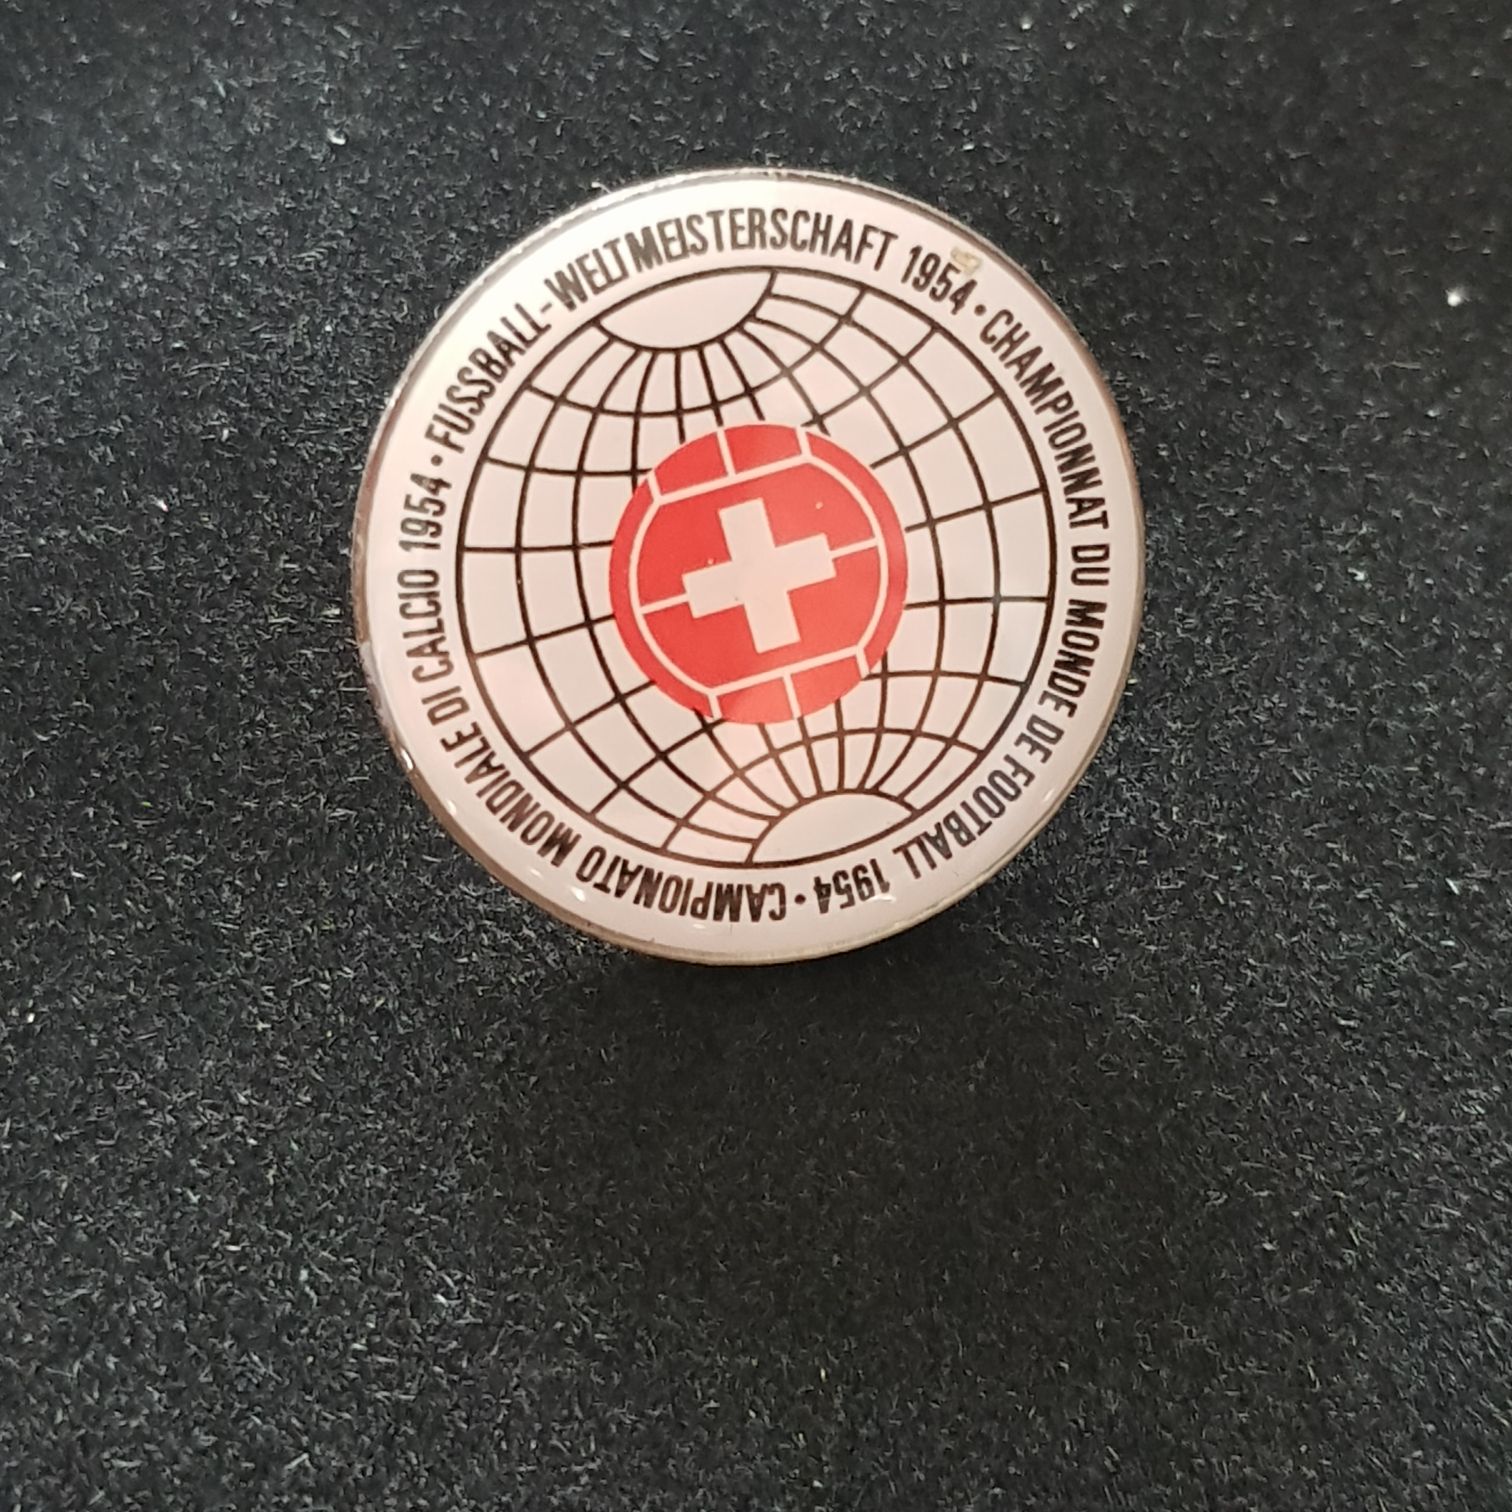 FUSSBALL-WELTMEISTERSCHAFT 1954 • CHAMPIONNAT DU MONDE DE FOOTBALL 1954 • CAMPIONATO MONDIALE DI CALCIO 1954 •